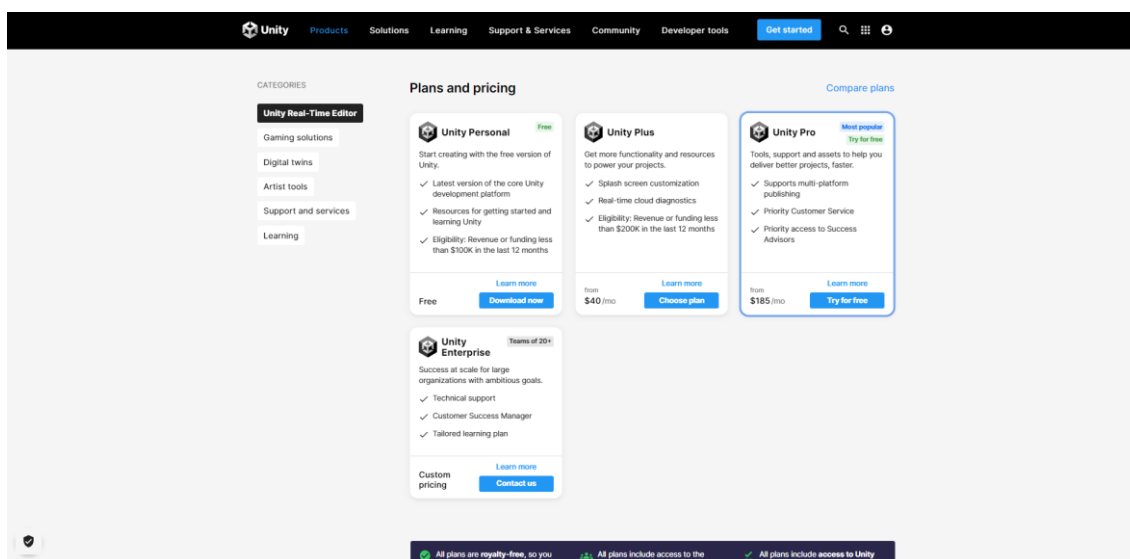 Unity
Products
Solutions
Learning
Support & Services
Community
Developer tools
Get started
CATEGORIES
Unity Real-Time Editor
Gaming solutions
Digital twins
Artist tools
Support and services
Learning
Plans and pricing
Compare plans
Unity Personal
Free
Start creating with the free version of
Unity.
Latest version of the core Unity
development platform
Resources for getting started and
learning Unity
Eligibility: Revenue or funding less
than $100K in the last 12 months
Learn more
Free
Download now
Unity Plus
Get more functionality and resources
to power your projects.
Splash screen customization
Real-time cloud diagnostics
Eligibility: Revenue or funding less
than $200K in the last 12 months
Learn more
from
$40/mo
Choose plan
Unity Pro
Most popular
Try for free
Tools, support and assets to help you
deliver better projects, faster.
Supports multi-platform
publishing
Priority Customer Service
Priority access to Success
Advisors
Learn more
from
$185/mo
Try for free
Unity
Enterprise
Teams of 20+
Success at scale for large
organizations with ambitious goals.
Technical support
Customer Success Manager
Tailored learning plan
Learn more
Custom
pricing
Contact us
All plans are royalty-free, so you
All plans include access to the
All plans include access to Unity